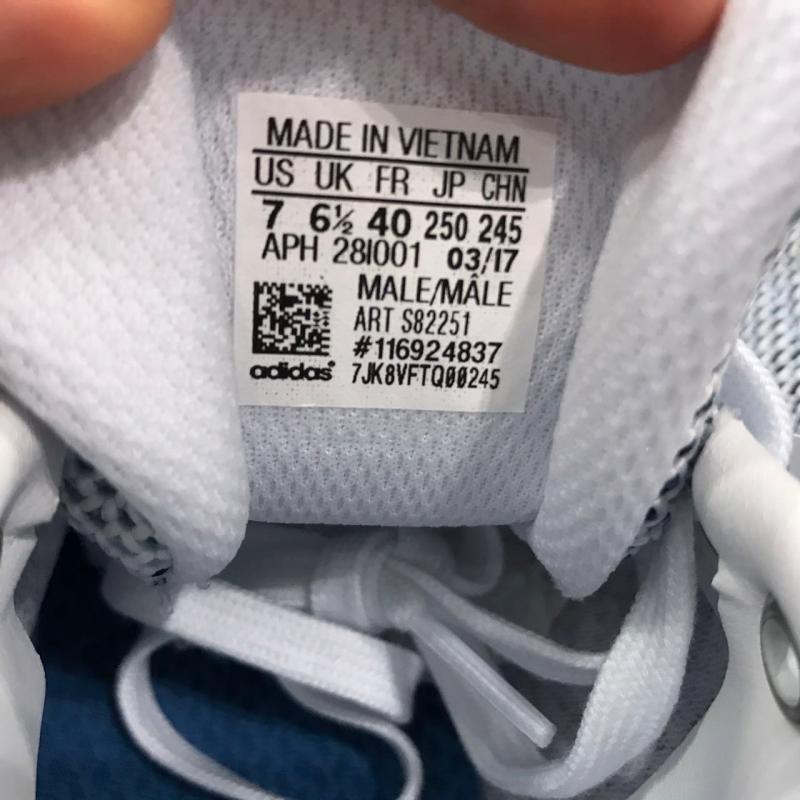 MADE IN VIETNAM
US UK FR JP CHN
7 6½ 40 250 245
APH 28I001 03/17
MALE/MÂLE
ART S82251
#116924837
adidas® 7JK8VFTQ00245